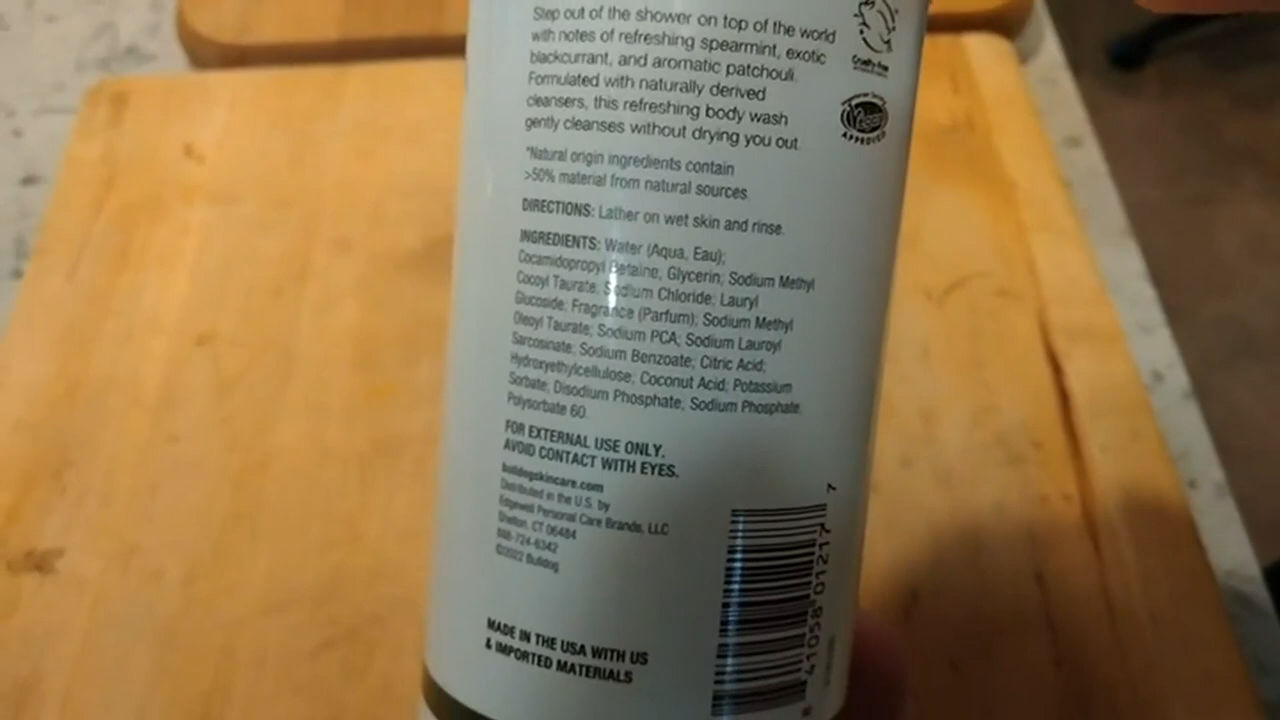 Step out of the shower on top of the world
with notes of refreshing spearmint, exotic
blackcurrant, and aromatic patchouli.
Formulated with naturally derived
cleansers, this refreshing body wash
gently cleanses without drying you out.
*Natural origin ingredients contain
>50% material from natural sources.
DIRECTIONS: Lather on wet skin and rinse.
INGREDIENTS: Water (Aqua, Eau);
Cocamidopropyl Betaine; Glycerin; Sodium Methyl
Cocoyl Taurate; Sodium Chloride; Lauryl
Glucoside; Fragrance (Parfum); Sodium Methyl
Oleoyl Taurate; Sodium PCA; Sodium Lauroyl
Sarcosinate; Sodium Benzoate; Citric Acid;
Hydroxyethylcellulose; Coconut Acid; Potassium
Sorbate; Disodium Phosphate; Sodium Phosphate;
Polysorbate 60.
FOR EXTERNAL USE ONLY.
AVOID CONTACT WITH EYES.
bulldogskincare.com
Distributed in the U.S. by
Edgewell Personal Care Brands, LLC
Shelton, CT 06484
888-724-6342
©2022 Bulldog
MADE IN THE USA WITH US
& IMPORTED MATERIALS
Cruelty free
APPROVED
41058 01217 7